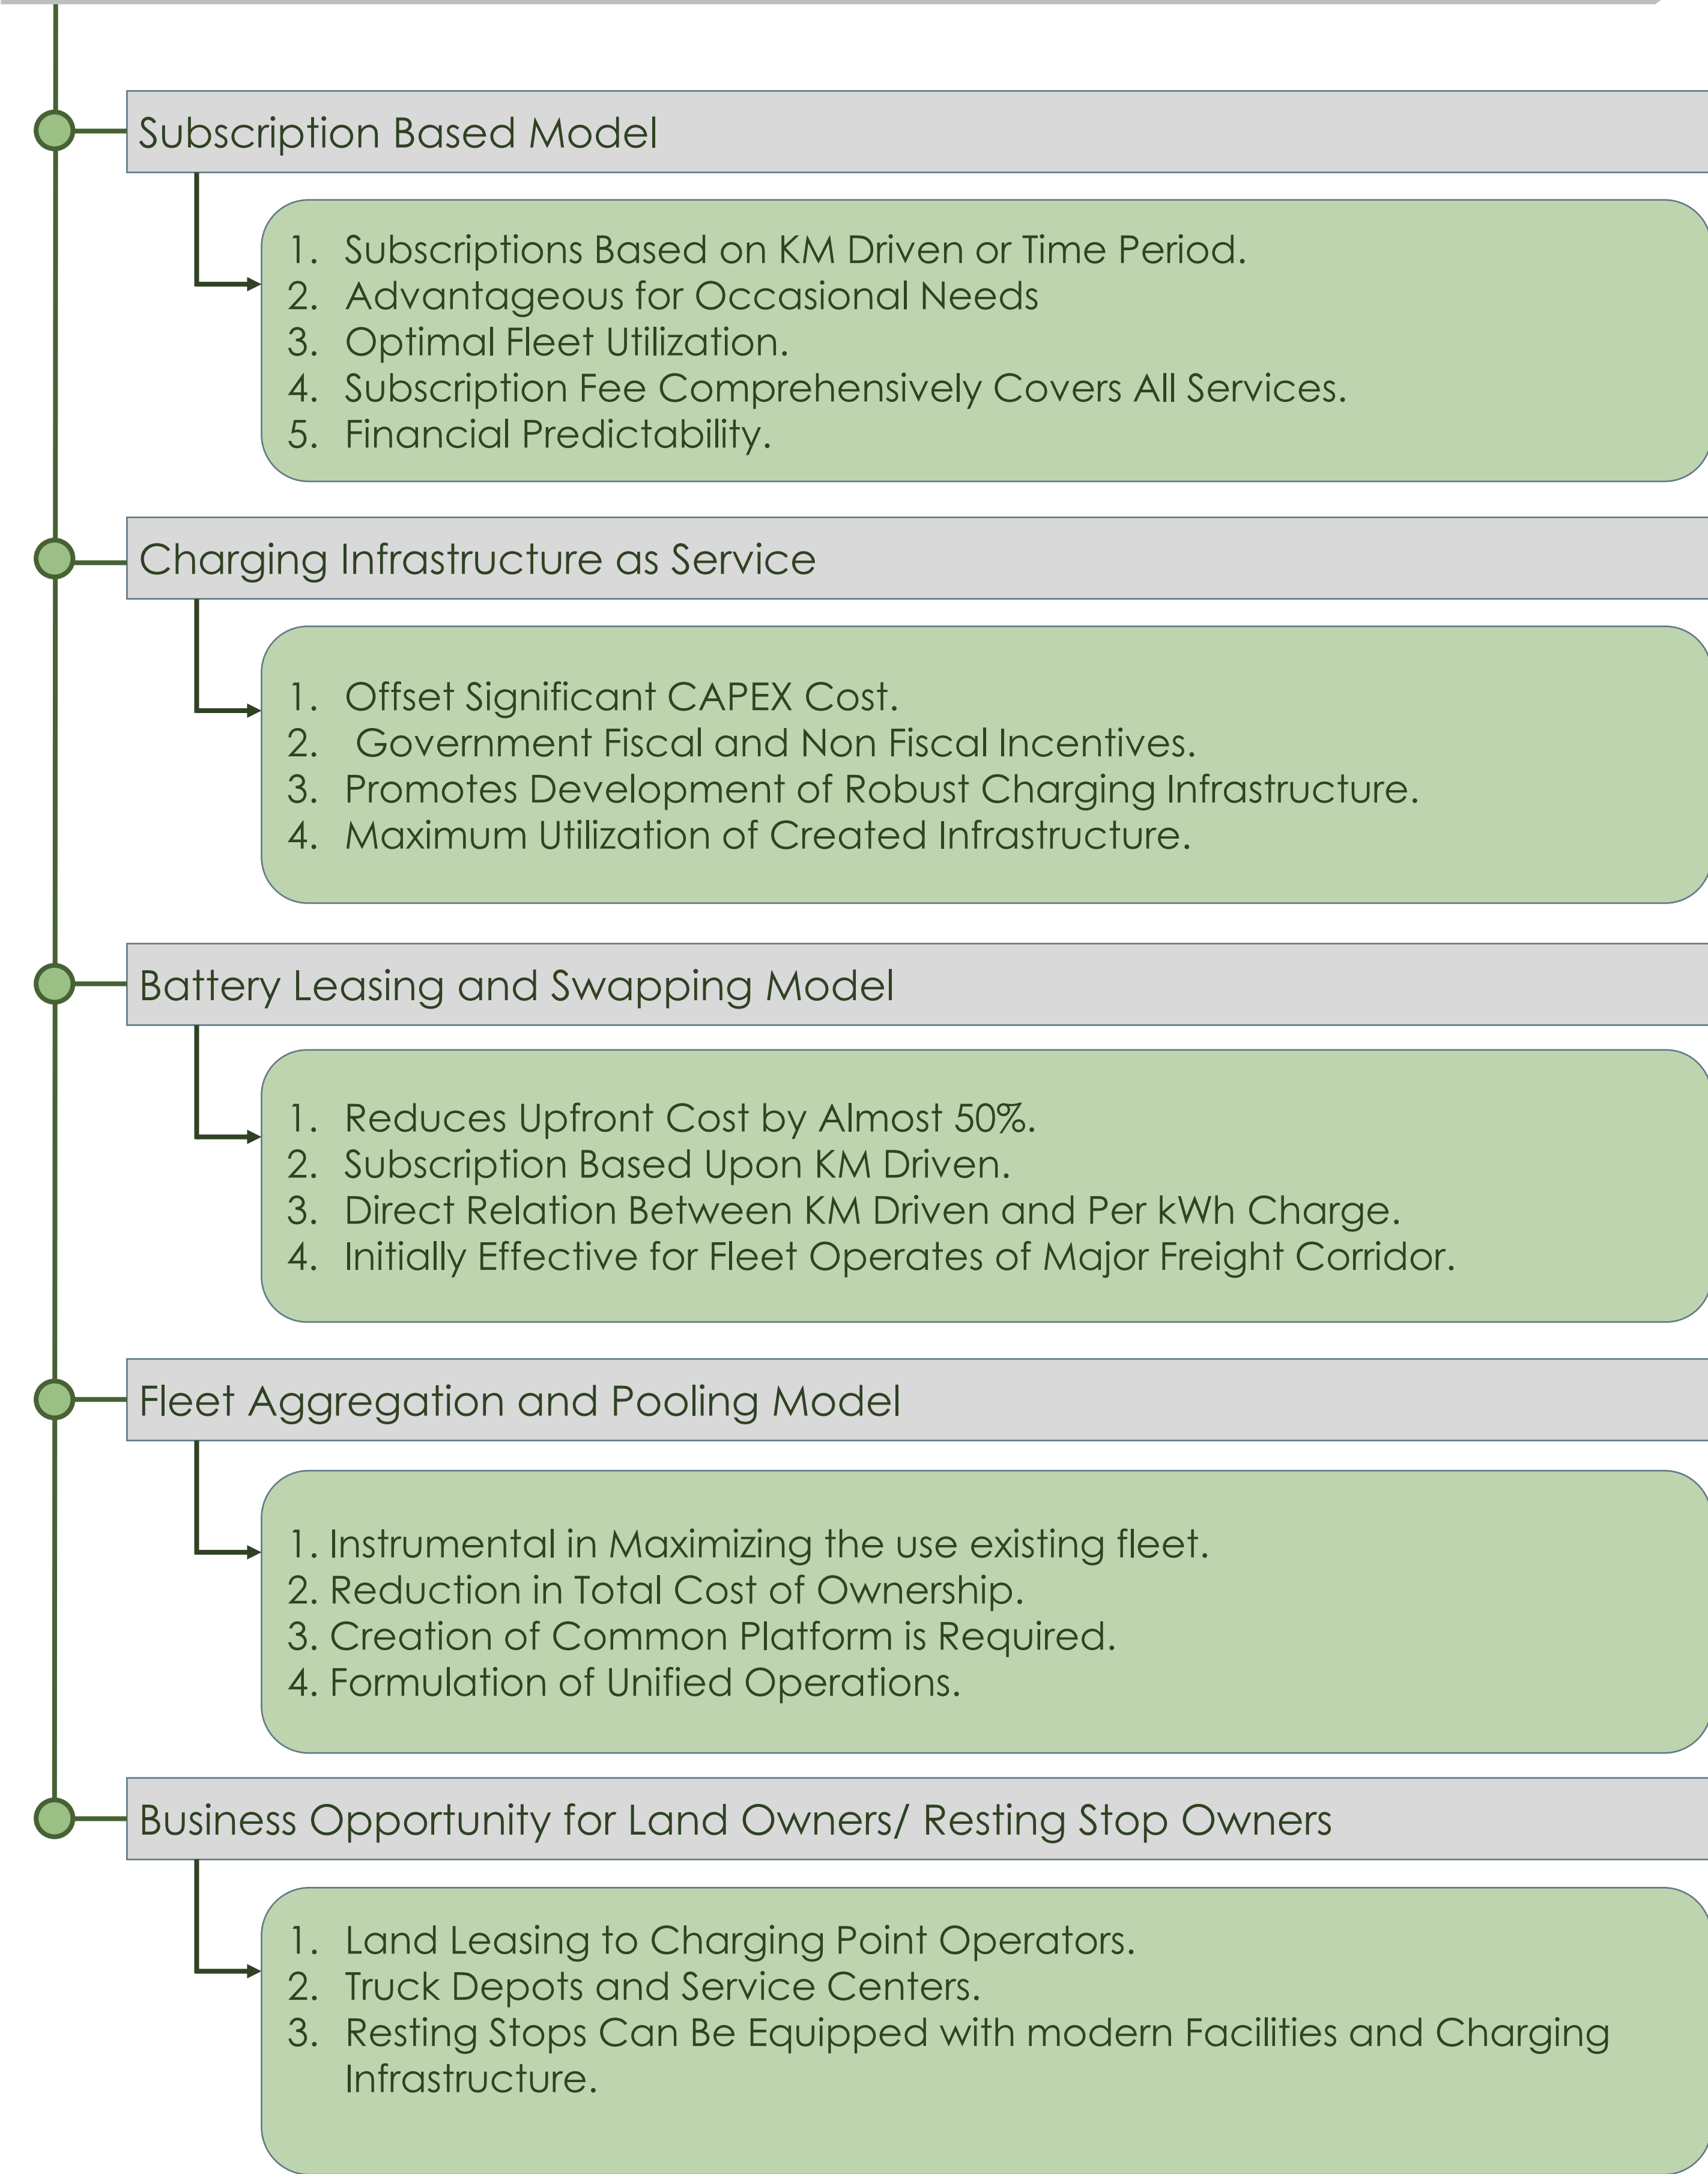 Subscription Based Model
1. Subscriptions Based on KM Driven or Time Period.
2. Advantageous for Occasional Needs
3. Optimal Fleet Utilization.
4. Subscription Fee Comprehensively Covers All Services.
5. Financial Predictability.
Charging Infrastructure as Service
1. Offset Significant CAPEX Cost.
2. Government Fiscal and Non Fiscal Incentives.
3. Promotes Development of Robust Charging Infrastructure.
4. Maximum Utilization of Created Infrastructure.
Battery Leasing and Swapping Model
1. Reduces Upfront Cost by Almost 50%.
2. Subscription Based Upon KM Driven.
3. Direct Relation Between KM Driven and Per kWh Charge.
4. Initially Effective for Fleet Operates of Major Freight Corridor.
Fleet Aggregation and Pooling Model
1. Instrumental in Maximizing the use existing fleet.
2. Reduction in Total Cost of Ownership.
3. Creation of Common Platform is Required.
4. Formulation of Unified Operations.
Business Opportunity for Land Owners/ Resting Stop Owners
1. Land Leasing to Charging Point Operators.
2. Truck Depots and Service Centers.
3. Resting Stops Can Be Equipped with modern Facilities and Charging
Infrastructure.